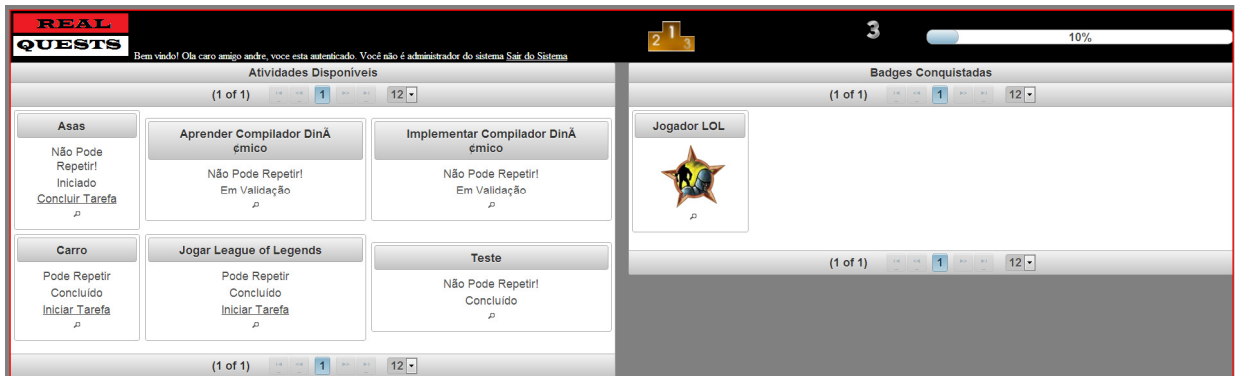 REAL
QUESTS
Bem vindo! Ola caro amigo andre, voce esta autenticado. Você não é administrador do sistema Sair do Sistema
2 1 3
3
10%
Atividades Disponíveis
(1 of 1) 1 12
Asas
Não Pode
Repetir!
Iniciado
Concluir Tarefa
Aprender Compilador DinÃ
¢mico
Não Pode Repetir!
Em Validação
Implementar Compilador DinÃ
¢mico
Não Pode Repetir!
Em Validação
Carro
Pode Repetir
Concluído
Iniciar Tarefa
Jogar League of Legends
Pode Repetir
Concluído
Iniciar Tarefa
Teste
Não Pode Repetir!
Concluído
(1 of 1) 1 12
Badges Conquistadas
(1 of 1) 1 12
Jogador LOL
(1 of 1) 1 12